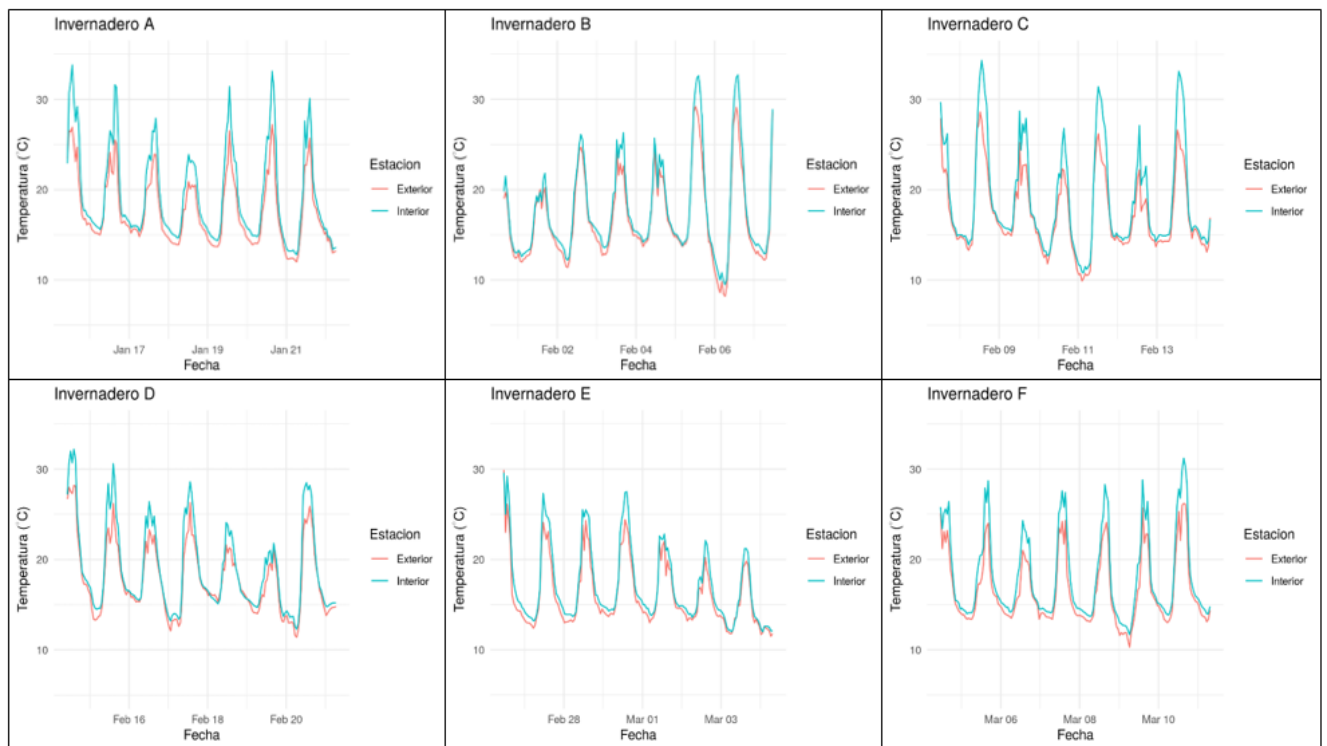 Invernadero A
30
20
10
Temperatura (°C)
Jan 17 Jan 19 Jan 21
Fecha
Estacion
Exterior
Interior
Invernadero B
30
20
10
Temperatura (°C)
Feb 02 Feb 04 Feb 06
Fecha
Estacion
Exterior
Interior
Invernadero C
30
20
10
Temperatura (°C)
Feb 09 Feb 11 Feb 13
Fecha
Estacion
Exterior
Interior
Invernadero D
30
20
10
Temperatura (°C)
Feb 16 Feb 18 Feb 20
Fecha
Estacion
Exterior
Interior
Invernadero E
30
20
10
Temperatura (°C)
Feb 28 Mar 01 Mar 03
Fecha
Estacion
Exterior
Interior
Invernadero F
30
20
10
Temperatura (°C)
Mar 06 Mar 08 Mar 10
Fecha
Estacion
Exterior
Interior